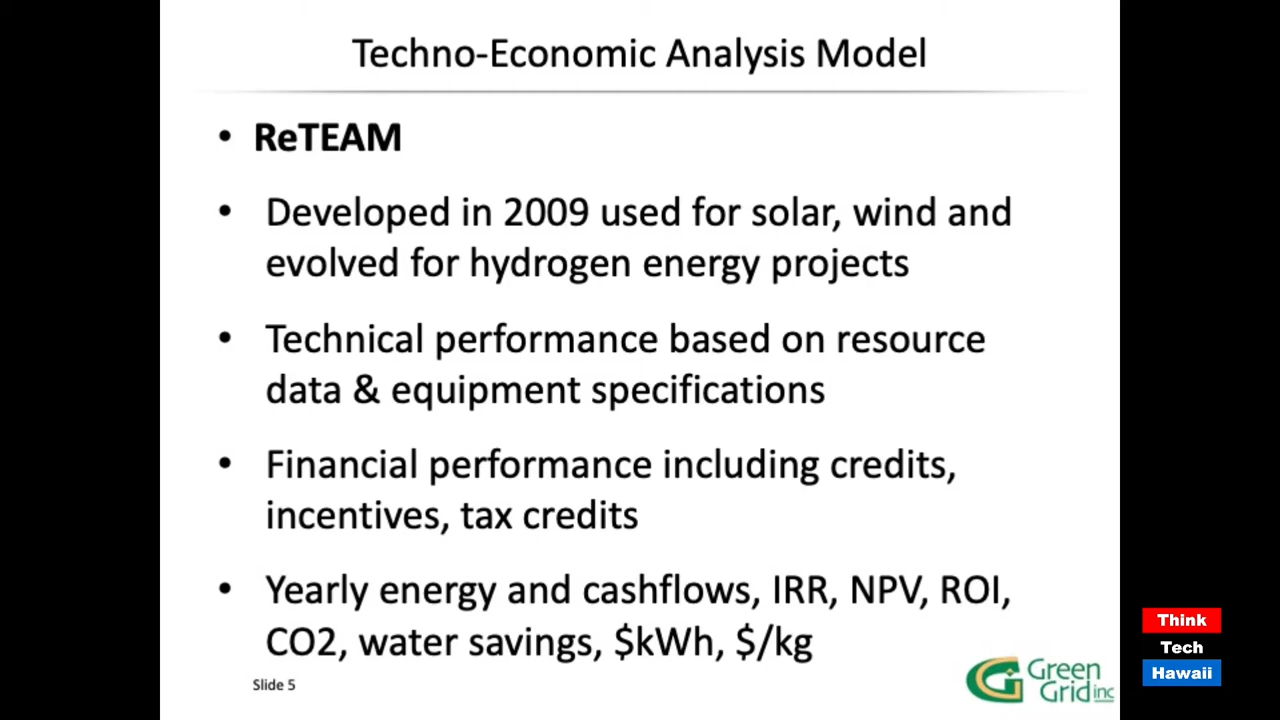 Techno-Economic Analysis Model
• ReTEAM
• Developed in 2009 used for solar, wind and
evolved for hydrogen energy projects
• Technical performance based on resource
data & equipment specifications
• Financial performance including credits,
incentives, tax credits
• Yearly energy and cashflows, IRR, NPV, ROI,
CO2, water savings, $kWh, $/kg
Slide 5
Green
Grid inc
Think
Tech
Hawaii